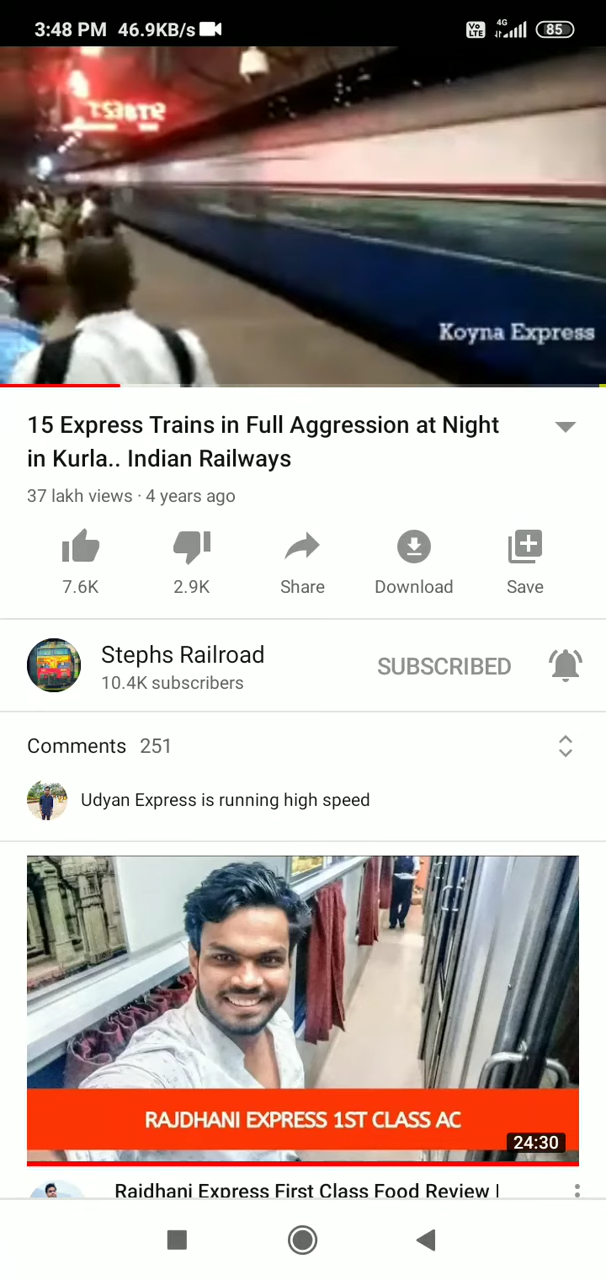 3:48 PM 46.9KB/s Vo LTE 4G 85
Koyna Express
15 Express Trains in Full Aggression at Night
in Kurla.. Indian Railways
37 lakh views · 4 years ago
7.6K 2.9K Share Download Save
Stephs Railroad
10.4K subscribers
SUBSCRIBED
Comments 251
Udyan Express is running high speed
RAJDHANI EXPRESS 1ST CLASS AC
24:30
Rajdhani Express First Class Food Review |